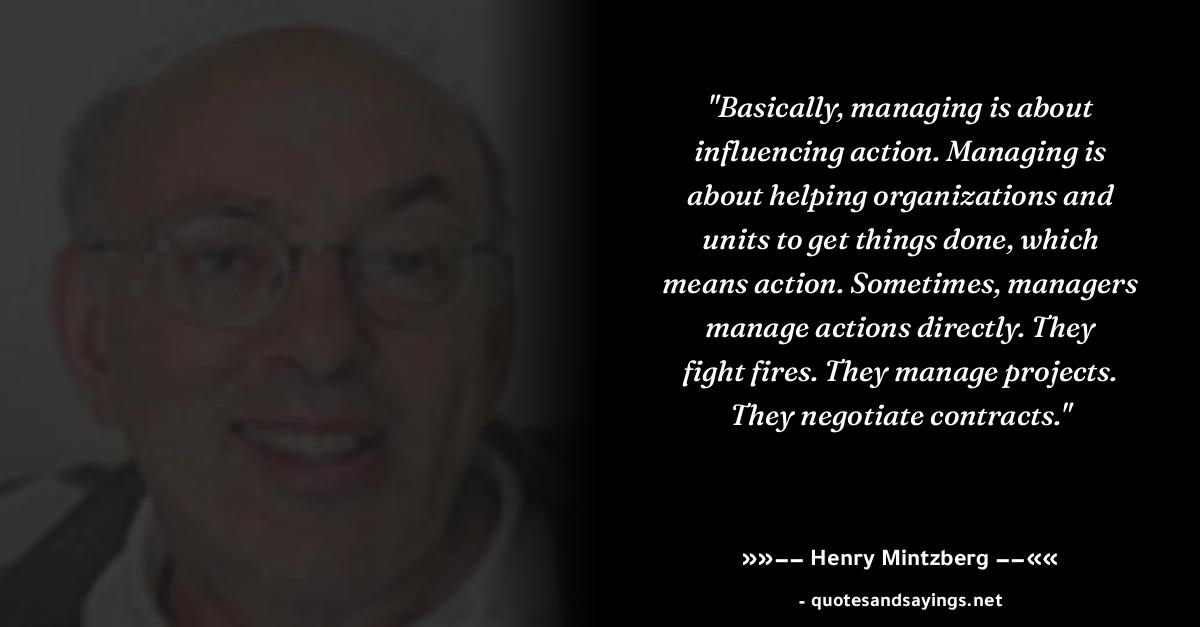 "Basically, managing is about
influencing action. Managing is
about helping organizations and
units to get things done, which
means action. Sometimes, managers
manage actions directly. They
fight fires. They manage projects.
They negotiate contracts."
»»−− Henry Mintzberg −−««
- quotesandsayings.net